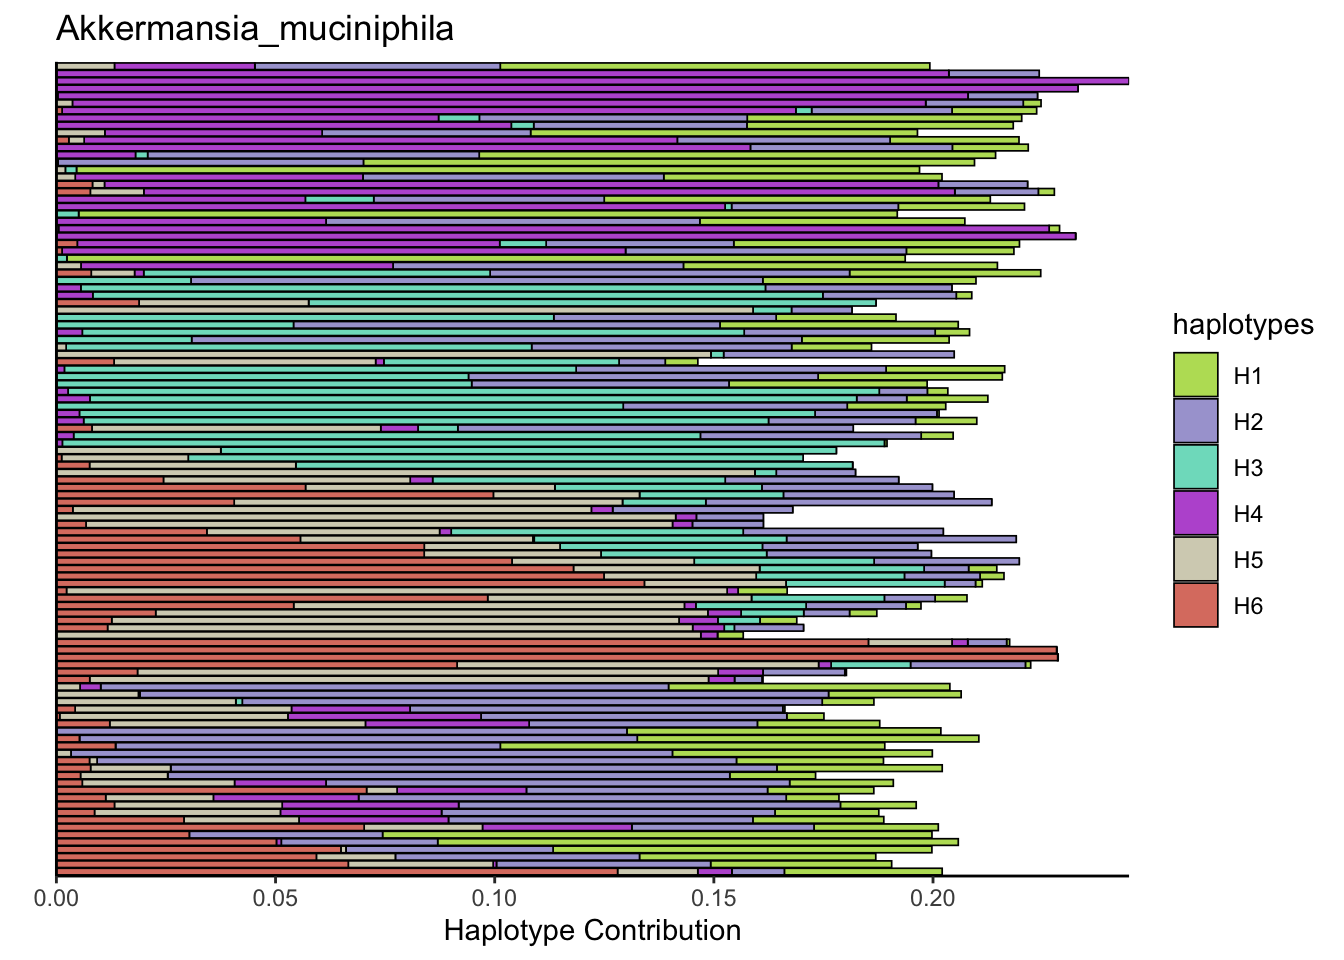 Akkermansia_muciniphila
haplotypes
H1
H2
H3
H4
H5
H6
0.00 0.05 0.10 0.15 0.20
Haplotype Contribution